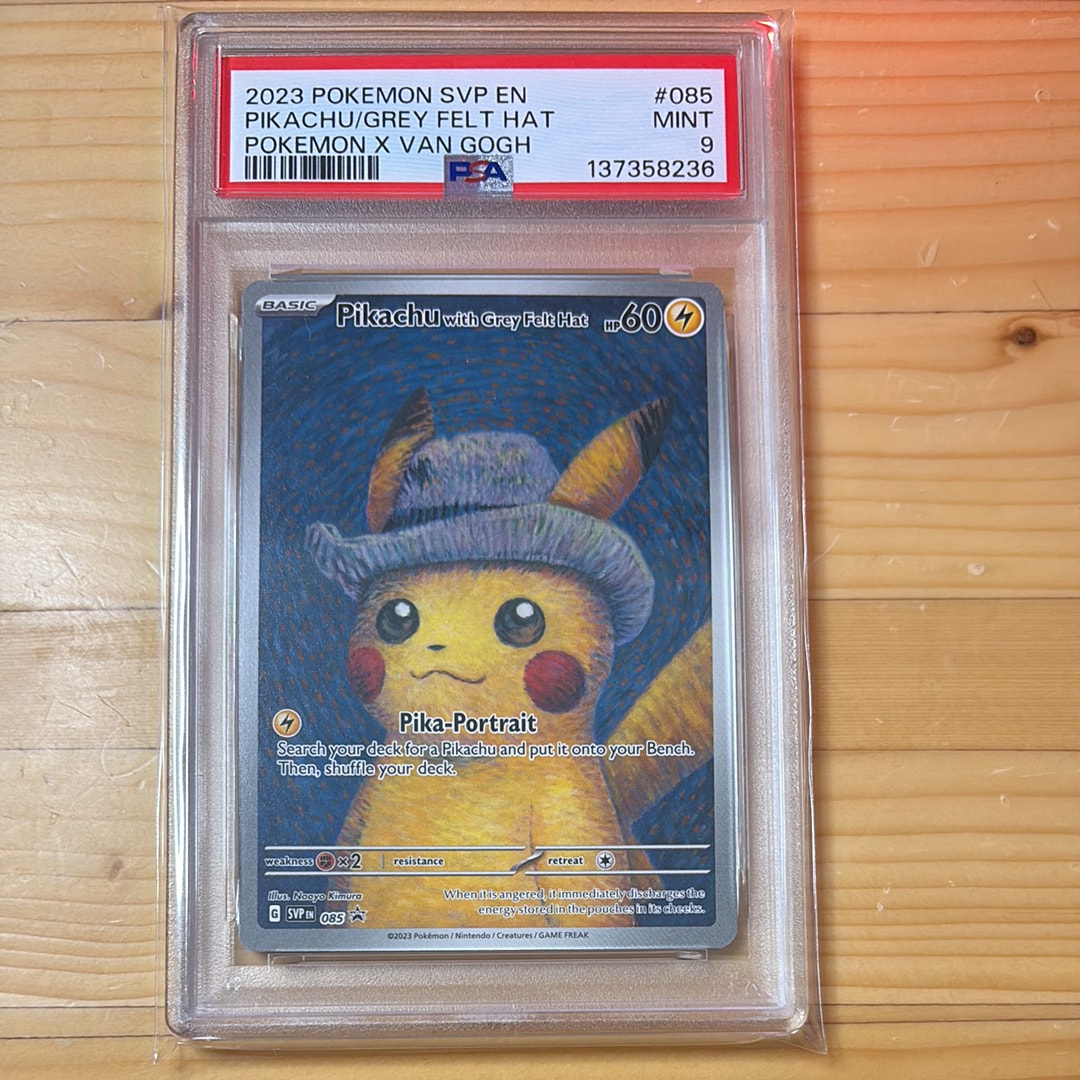 2023 POKEMON SVP EN #085
PIKACHU/GREY FELT HAT MINT
POKEMON X VAN GOGH 9
PSA 137358236
BASIC Pikachu with Grey Felt Hat HP60
Pika-Portrait
Search your deck for a Pikachu and put it onto your Bench.
Then, shuffle your deck.
weakness ×2 resistance retreat
Illus. Naoyo Kimura
When it is angered, it immediately discharges the
energy stored in the pouches in its cheeks.
G SVP EN 085
©2023 Pokémon / Nintendo / Creatures / GAME FREAK